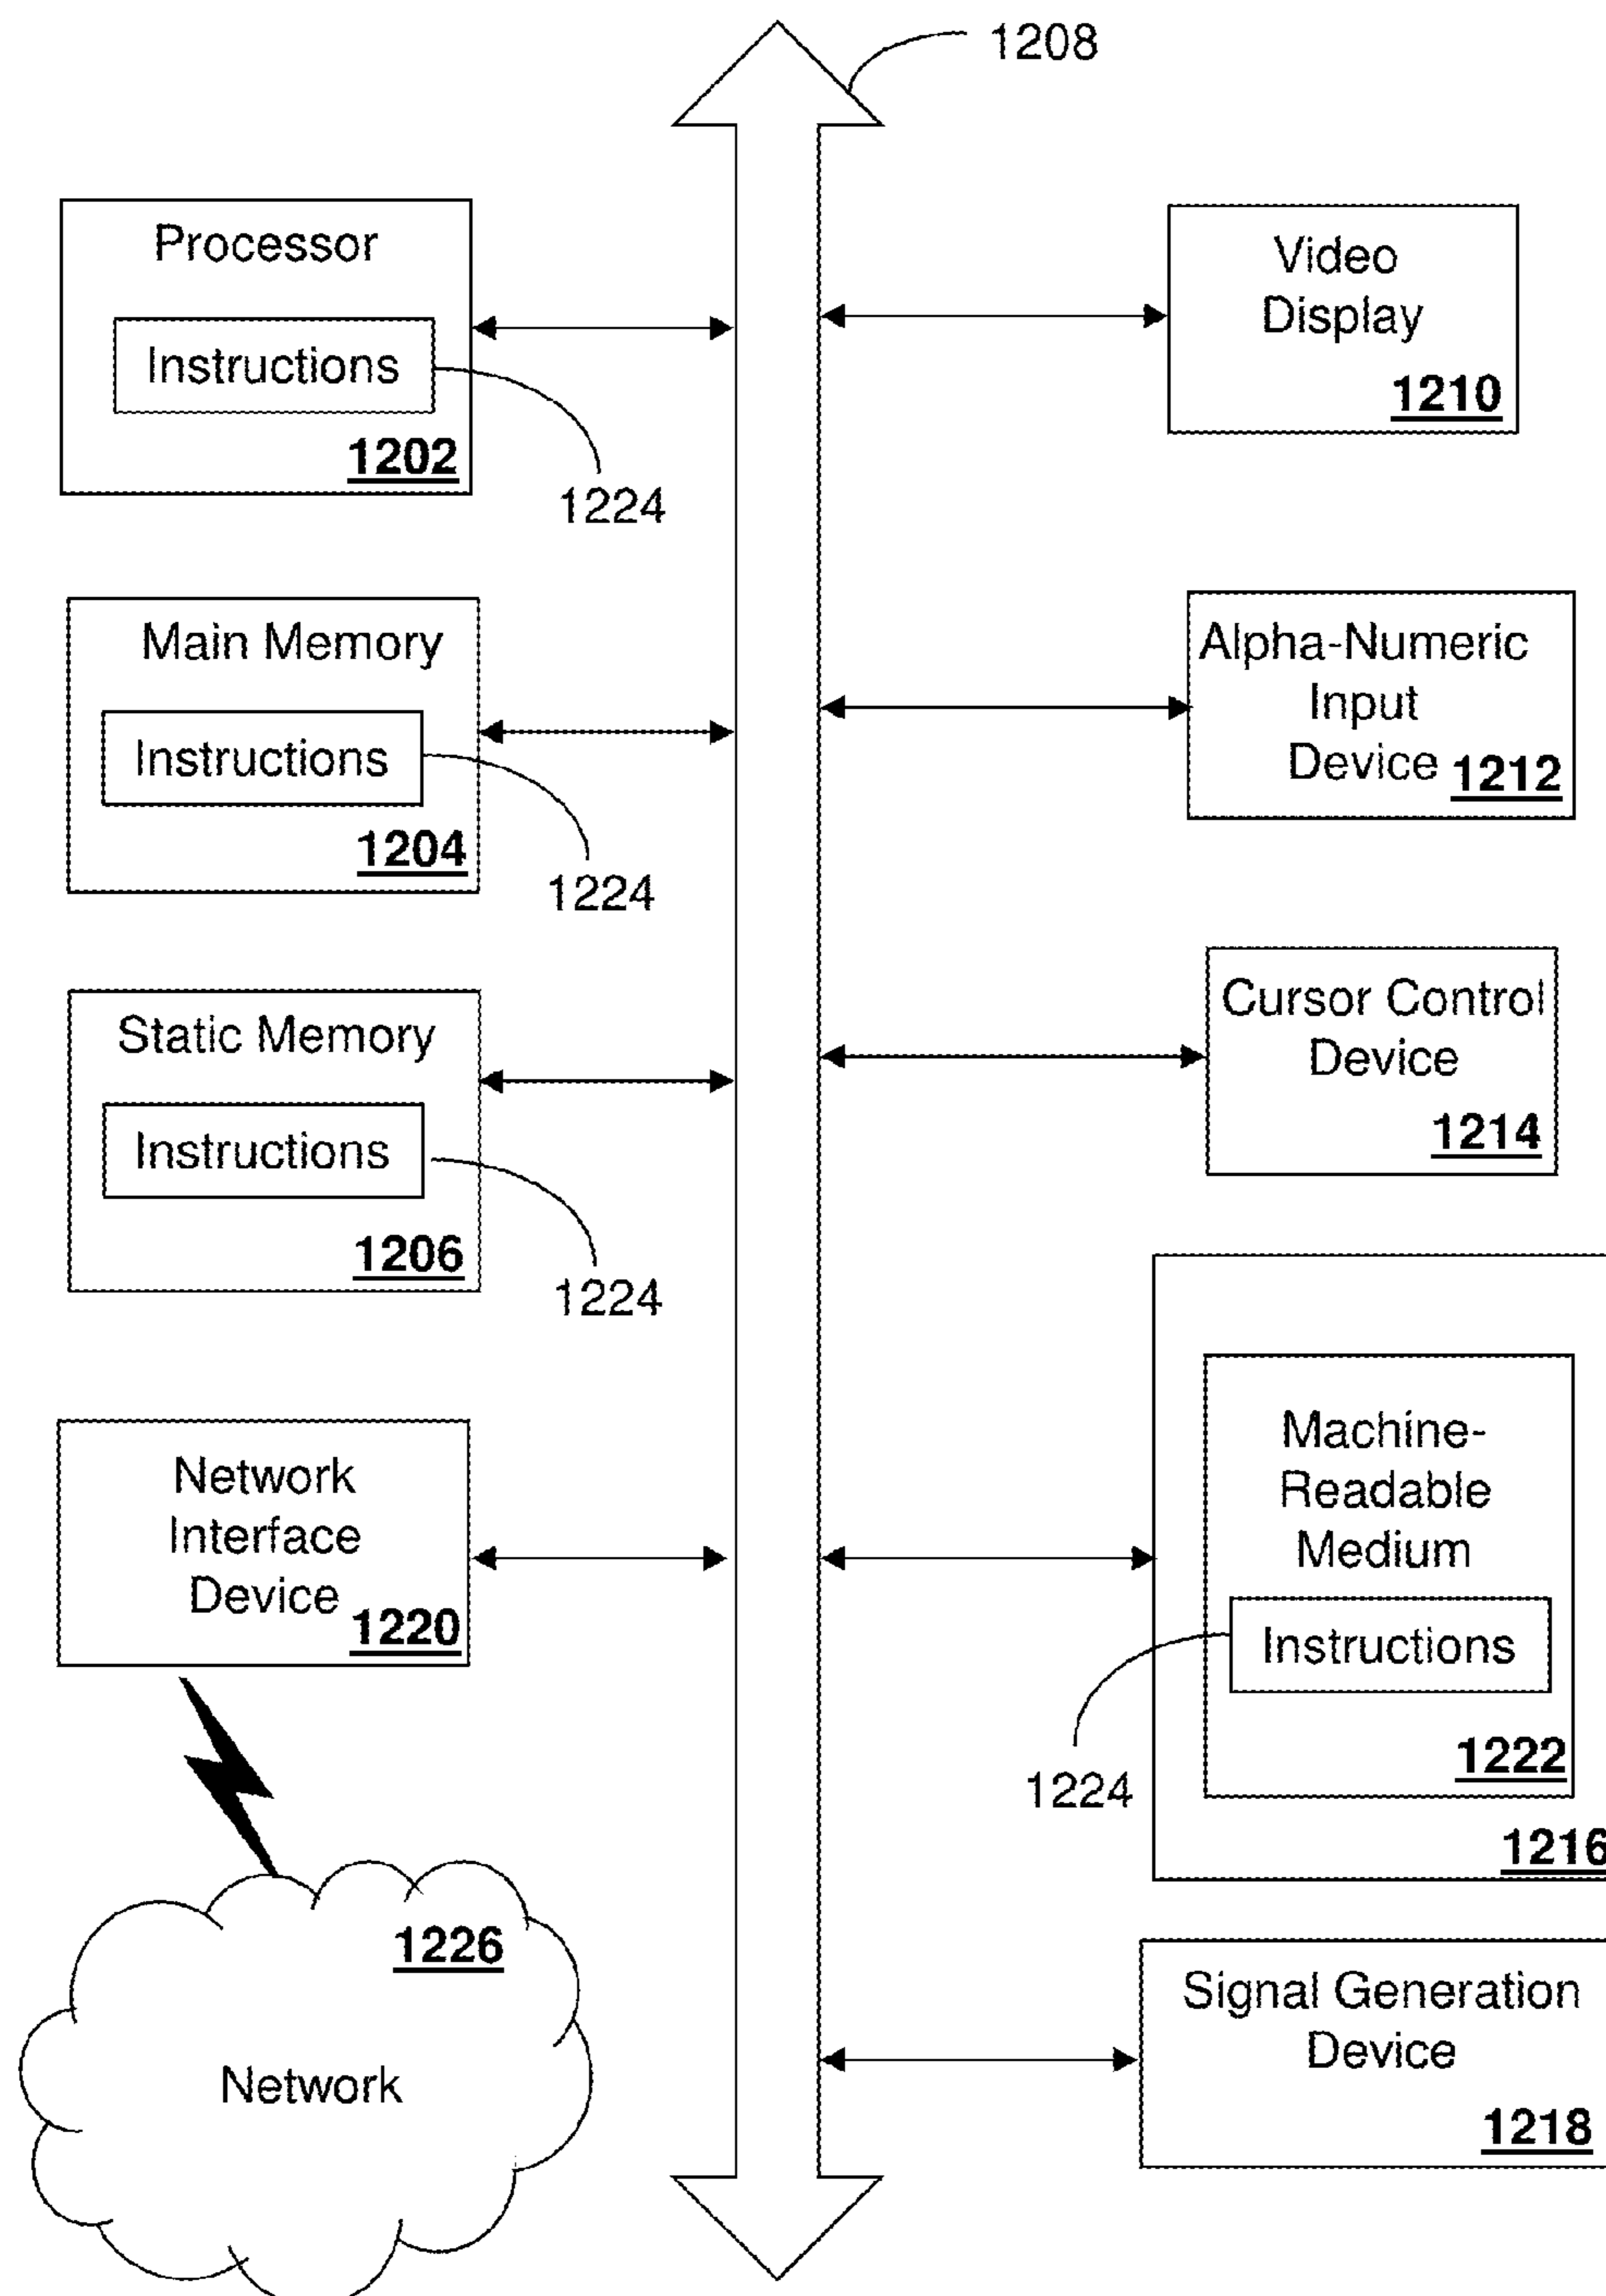 1208
Processor
Instructions
1202
1224
Main Memory
Instructions
1204
1224
Static Memory
Instructions
1206
1224
Network
Interface
Device
1220
1226
Network
Video
Display
1210
Alpha-Numeric
Input
Device 1212
Cursor Control
Device
1214
Machine-
Readable
Medium
Instructions
1222
1224
1216
Signal Generation
Device
1218